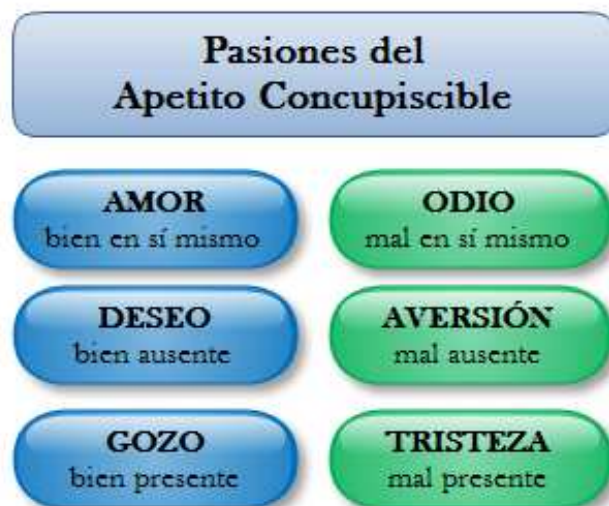 Pasiones del
Apetito Concupiscible
AMOR
bien en sí mismo
ODIO
mal en sí mismo
DESEO
bien ausente
AVERSIÓN
mal ausente
GOZO
bien presente
TRISTEZA
mal presente